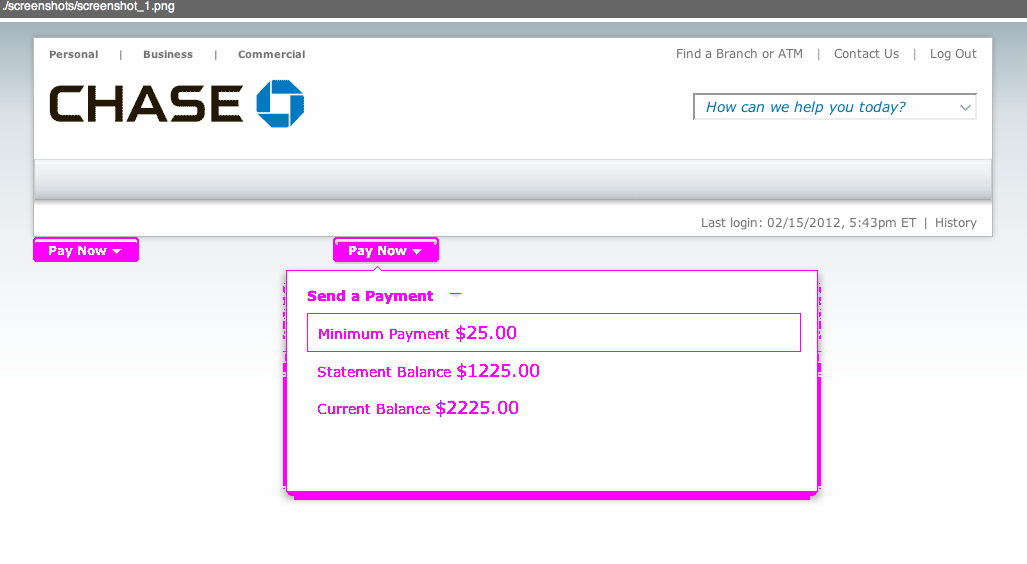 ./screenshots/screenshot_1.png
Personal | Business | Commercial
Find a Branch or ATM | Contact Us | Log Out
CHASE
How can we help you today?
Last login: 02/15/2012, 5:43pm ET | History
Pay Now
Pay Now
Send a Payment
Minimum Payment $25.00
Statement Balance $1225.00
Current Balance $2225.00